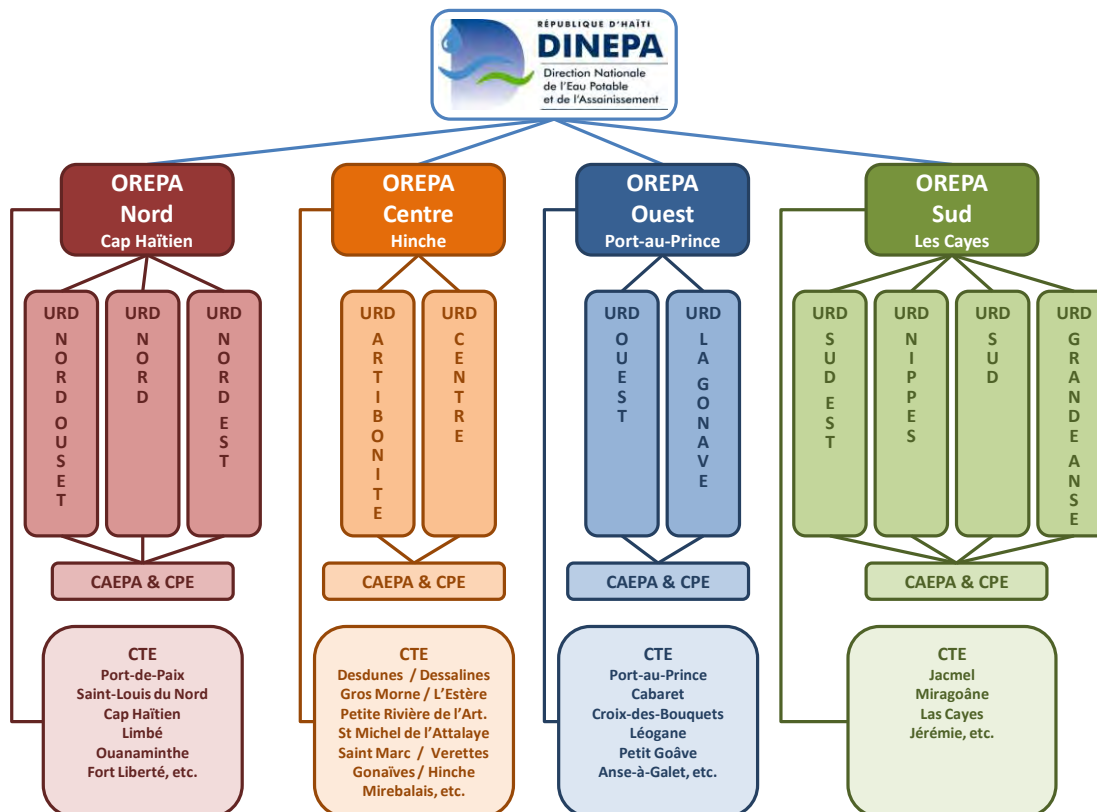 RÉPUBLIQUE D'HAÏTI
DINEPA
Direction Nationale
de l'Eau Potable
et de l'Assainissement
OREPA
Nord
Cap Haïtien
OREPA
Centre
Hinche
OREPA
Ouest
Port-au-Prince
OREPA
Sud
Les Cayes
URD
NORD OUSET
URD
NORD
URD
NORD EST
URD
ARTIBONITE
URD
CENTRE
URD
OUEST
URD
LA GONAVE
URD
SUD EST
URD
NIPPES
URD
SUD
URD
GRANDE ANSE
CAEPA & CPE
CAEPA & CPE
CAEPA & CPE
CAEPA & CPE
CTE
Port-de-Paix
Saint-Louis du Nord
Cap Haïtien
Limbé
Ouanaminthe
Fort Liberté, etc.
CTE
Desdunes / Dessalines
Gros Morne / L'Estère
Petite Rivière de l'Art.
St Michel de l'Attalaye
Saint Marc / Verettes
Gonaïves / Hinche
Mirebalais, etc.
CTE
Port-au-Prince
Cabaret
Croix-des-Bouquets
Léogane
Petit Goâve
Anse-à-Galet, etc.
CTE
Jacmel
Miragoâne
Las Cayes
Jérémie, etc.